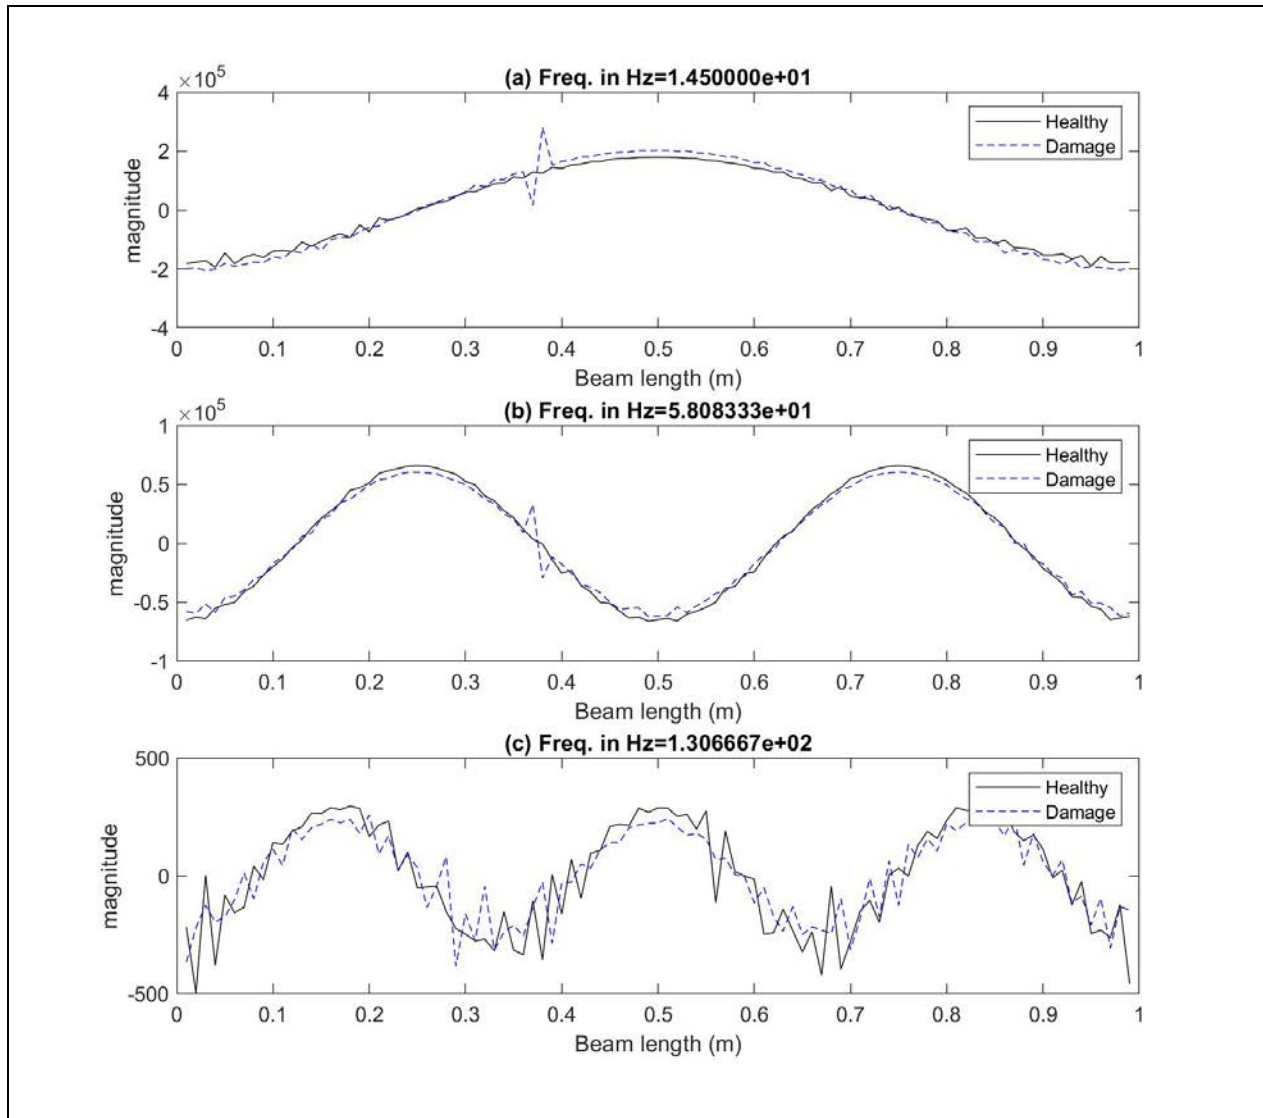 (a) Freq. in Hz=1.450000e+01
×10^5
4
2
0
-2
-4
magnitude
Healthy
Damage
0 0.1 0.2 0.3 0.4 0.5 0.6 0.7 0.8 0.9 1
Beam length (m)
(b) Freq. in Hz=5.808333e+01
×10^5
1
0.5
0
-0.5
-1
magnitude
Healthy
Damage
0 0.1 0.2 0.3 0.4 0.5 0.6 0.7 0.8 0.9 1
Beam length (m)
(c) Freq. in Hz=1.306667e+02
500
0
-500
magnitude
Healthy
Damage
0 0.1 0.2 0.3 0.4 0.5 0.6 0.7 0.8 0.9 1
Beam length (m)